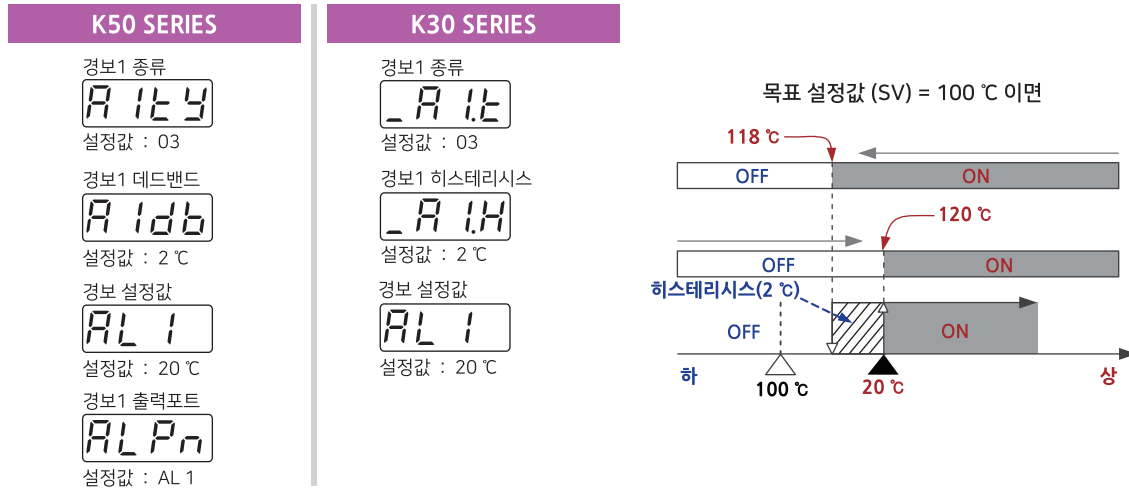 K50 SERIES
경보1 종류
A1tY
설정값 : 03
경보1 데드밴드
A1db
설정값 : 2 ℃
경보 설정값
AL 1
설정값 : 20 ℃
경보1 출력포트
ALPn
설정값 : AL 1
K30 SERIES
경보1 종류
_A1.t
설정값 : 03
경보1 히스테리시스
_A1.H
설정값 : 2 ℃
경보 설정값
AL 1
설정값 : 20 ℃
목표 설정값 (SV) = 100 ℃ 이면
118 ℃
OFF ON
120 ℃
OFF ON
히스테리시스(2 ℃)
OFF ON
하 100 ℃ 20 ℃ 상